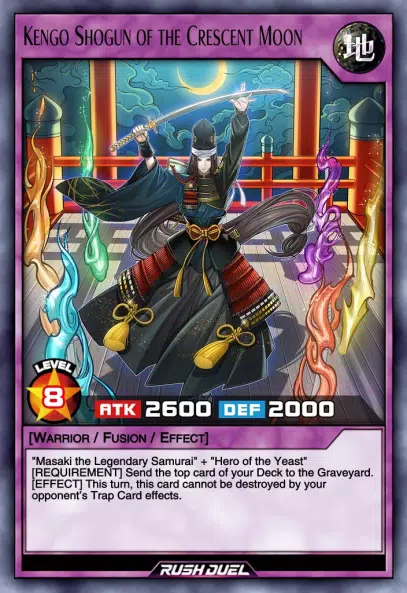 Kengo Shogun of the Crescent Moon
地
LEVEL
8
ATK 2600 DEF 2000
[Warrior / Fusion / Effect]
"Masaki the Legendary Samurai" + "Hero of the Yeast"
[REQUIREMENT] Send the top card of your Deck to the Graveyard.
[EFFECT] This turn, this card cannot be destroyed by your
opponent's Trap Card effects.
RUSH DUEL